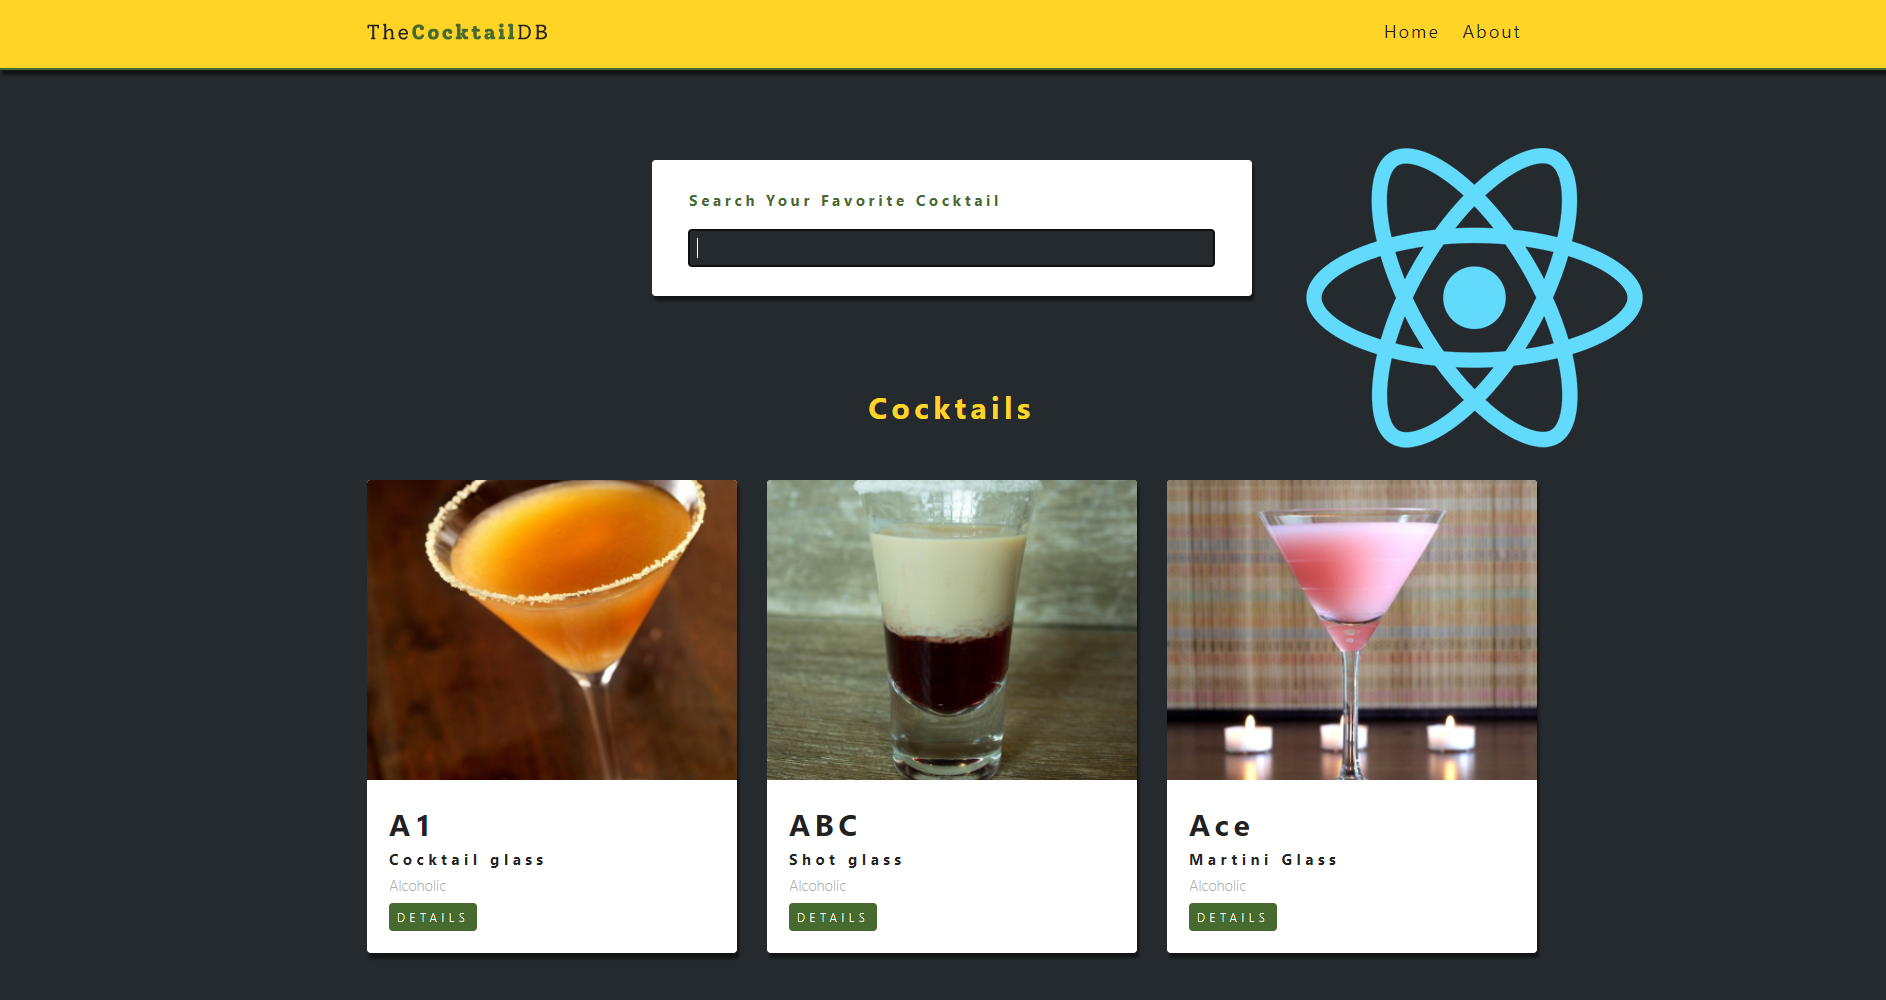 TheCocktailDB
Home About
Search Your Favorite Cocktail
Cocktails
A1
Cocktail glass
Alcoholic
DETAILS
ABC
Shot glass
Alcoholic
DETAILS
Ace
Martini Glass
Alcoholic
DETAILS